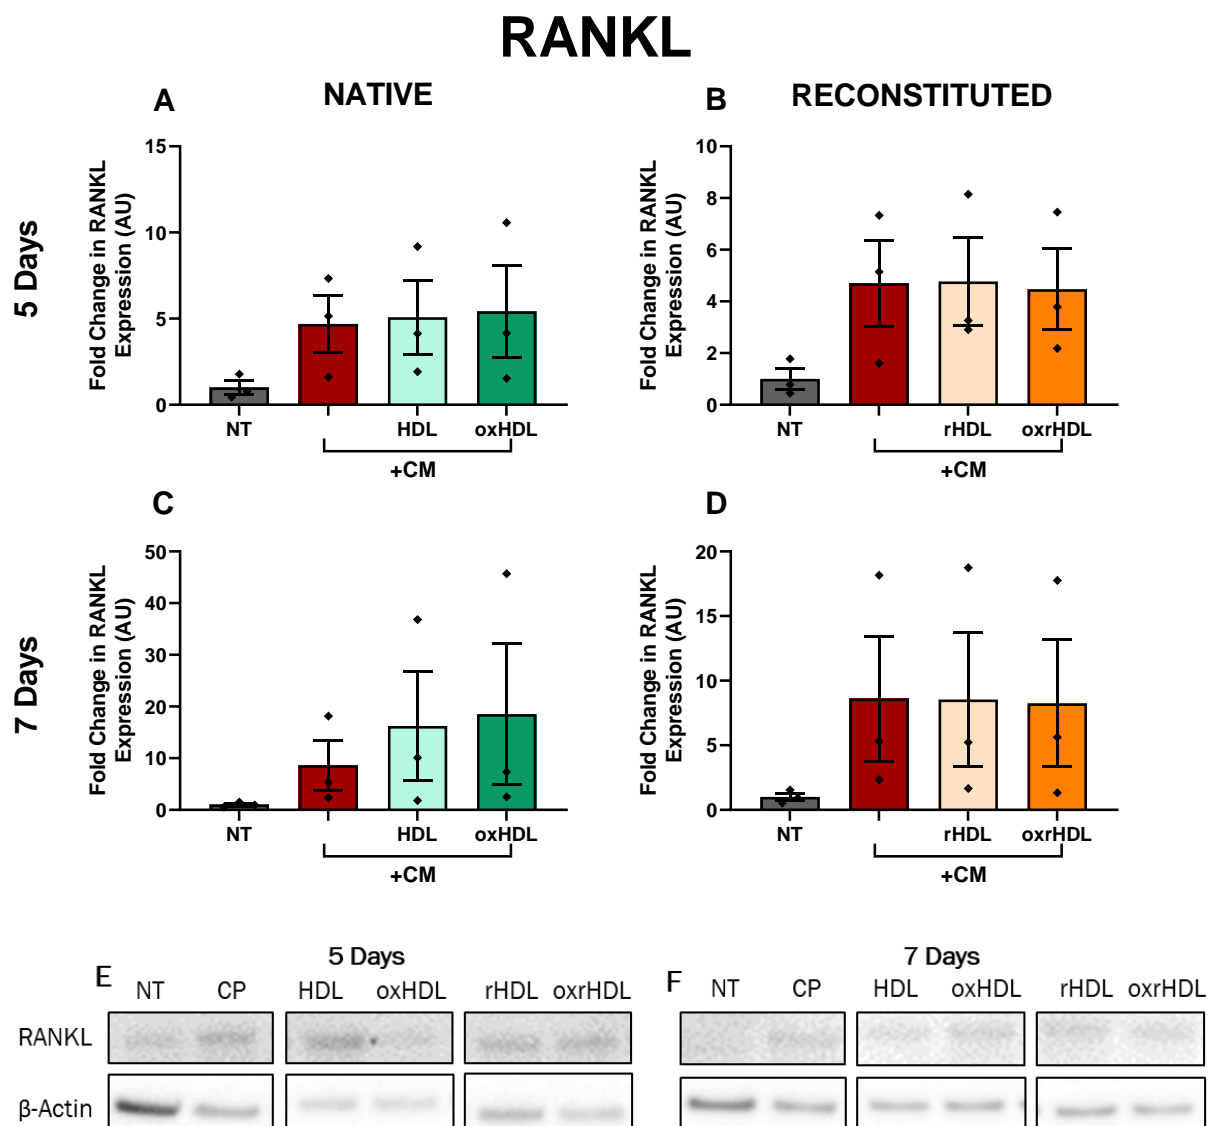 RANKL
NATIVE
RECONSTITUTED
5 Days
7 Days
A
Fold Change in RANKL
Expression (AU)
15
10
5
0
NT
HDL
oxHDL
+CM
B
Fold Change in RANKL
Expression (AU)
10
8
6
4
2
0
NT
rHDL
oxrHDL
+CM
C
Fold Change in RANKL
Expression (AU)
50
40
30
20
10
0
NT
HDL
oxHDL
+CM
D
Fold Change in RANKL
Expression (AU)
20
15
10
5
0
NT
rHDL
oxrHDL
+CM
E
5 Days
NT CP HDL oxHDL rHDL oxrHDL
F
7 Days
NT CP HDL oxHDL rHDL oxrHDL
RANKL
β-Actin